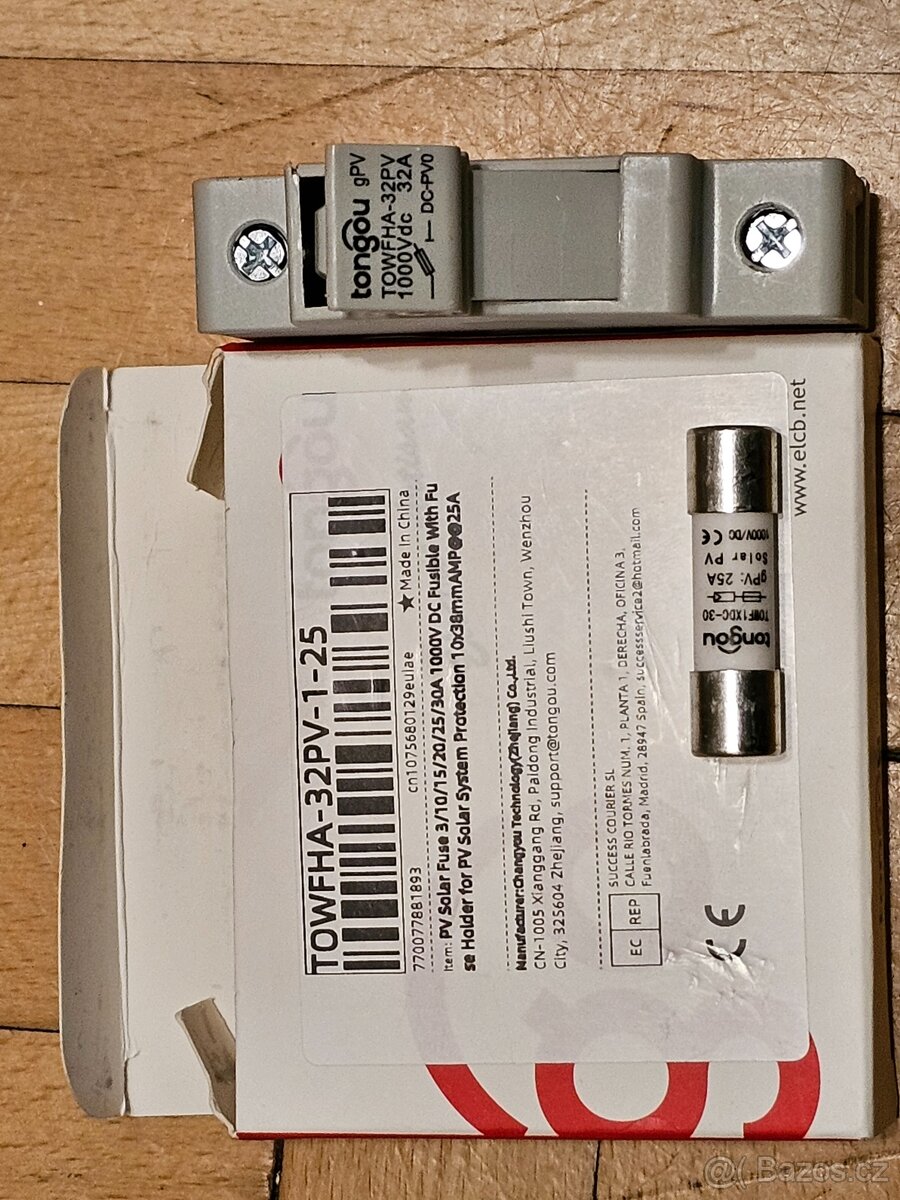 tongou gPV
TOWFHA-32PV
1000Vdc 32A
DC-PV0
TOWFHA-32PV-1-25
770077881893
cn1075680129eulae
★ Made In China
Item: PV Solar Fuse 3/10/15/20/25/30A 1000V DC Fusible With Fu
se Holder for PV Solar System Protection 10x38mmAMP@@25A
Manufacturer:Changyou Technology(Zhejiang) Co.,Ltd.
CN-1005 Xianggang Rd, Paidong Industrial, Liushi Town, Wenzhou
City, 325604 Zhejiang, support@tongou.com
EC REP
SUCCESS COURIER SL
CALLE RIO TORMES NUM. 1, PLANTA 1, DERECHA, OFICINA 3,
Fuenlabrada, Madrid, 28947 Spain, successservice2@hotmail.com
CE
www.elcb.net
tongou
TOWF1XDC-30
gPV: 25A
Solar PV
1000V/DC CE
@( Bazos.cz